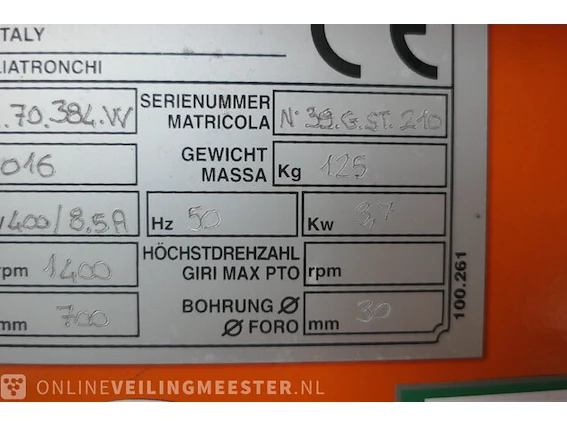 ITALY CE
LIATRONCHI
.70.384.W SERIENUMMER MATRICOLA N° 39.G.ST.210
016 GEWICHT MASSA Kg 125
400/8.5A Hz 50 Kw 3,7
rpm 1400 HÖCHSTDREHZAHL GIRI MAX PTO rpm
mm 700 BOHRUNG Ø Ø FORO mm 30
100.261
ONLINEVEILINGMEESTER.NL